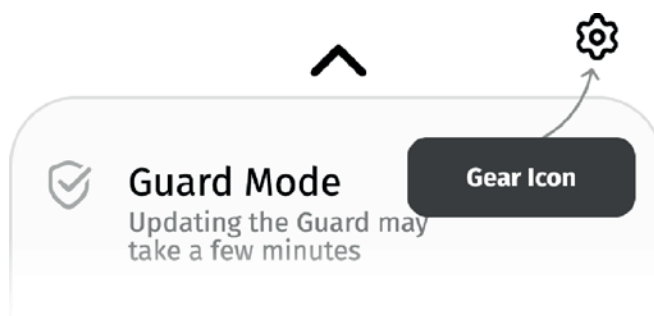 Guard Mode
Gear Icon
Updating the Guard may
take a few minutes